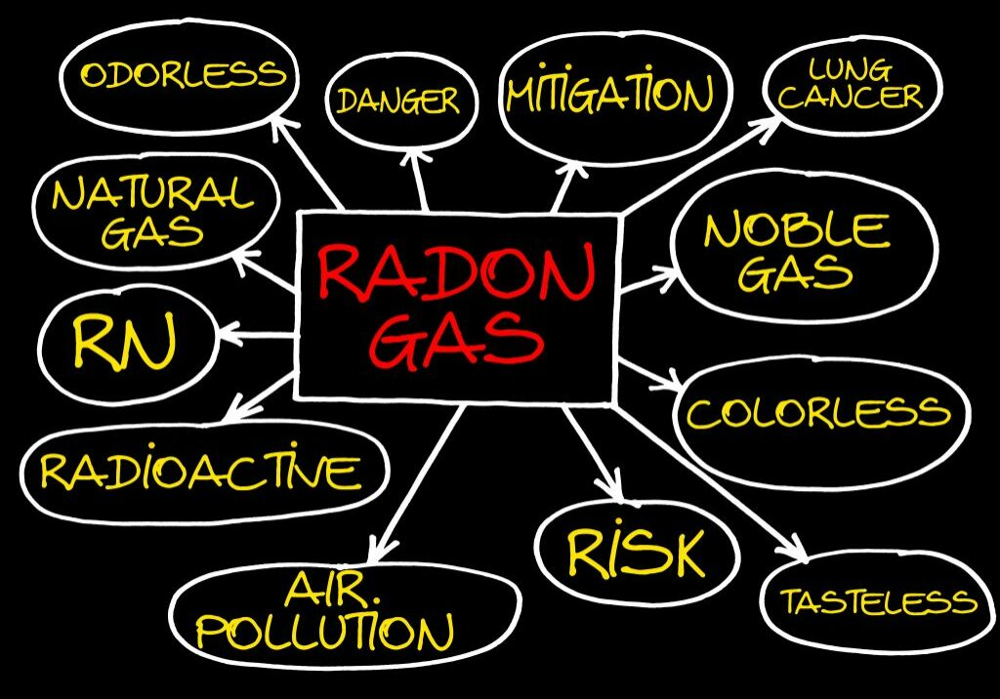 ODORLESS
DANGER
MITIGATION
LUNG
CANCER
NATURAL
GAS
RADON
GAS
NOBLE
GAS
RN
COLORLESS
RADIOACTIVE
RISK
AIR.
POLLUTION
TASTELESS